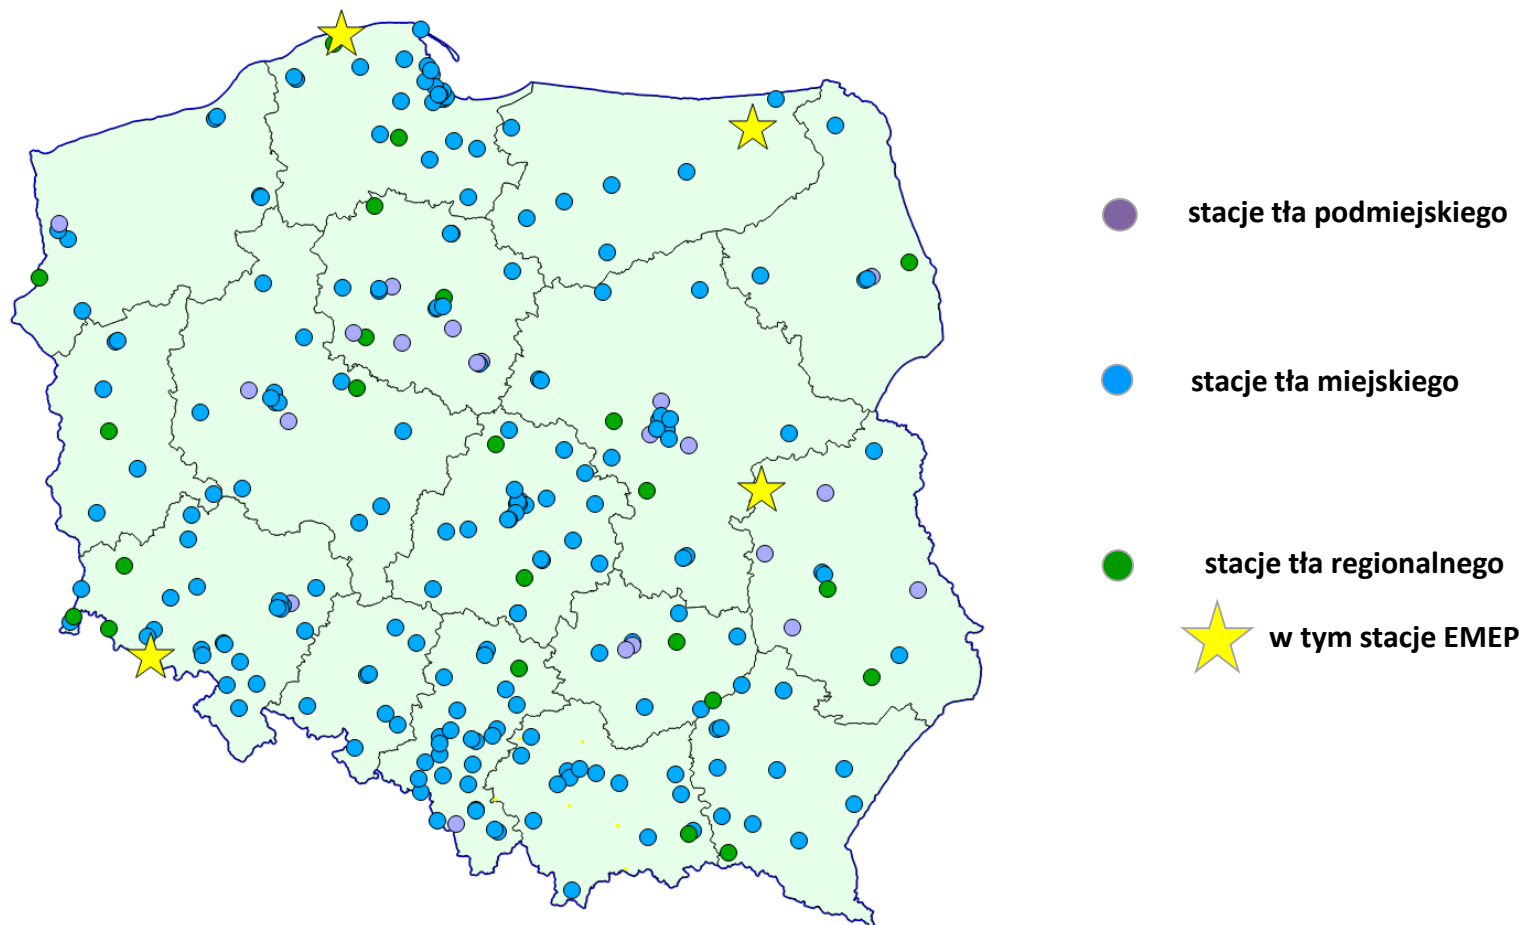 stacje tła podmiejskiego
stacje tła miejskiego
stacje tła regionalnego
w tym stacje EMEP